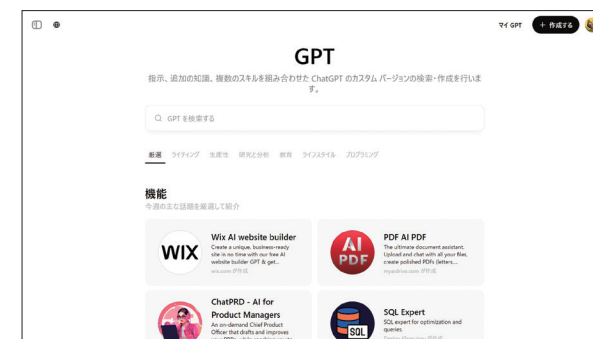 マイ GPT
+ 作成する
GPT
指示、追加の知識、複数のスキルを組み合わせた ChatGPT のカスタム バージョンの検索・作成を行いま
す。
GPT を検索する
厳選 ライティング 生産性 研究と分析 教育 ライフスタイル プログラミング
機能
今週の主な話題を厳選して紹介
WIX
Wix AI website builder
Create a unique, business-ready
site in no time with our free AI
website builder GPT & get...
wix.com が作成
AI
PDF
PDF AI PDF
The ultimate document assistant.
Upload and chat with all your files,
create polished PDFs (letters...
myaidrive.com が作成
ChatPRD - AI for
Product Managers
An on-demand Chief Product
Officer that drafts and improves
SQL
SQL Expert
SQL expert for optimization and
queries.